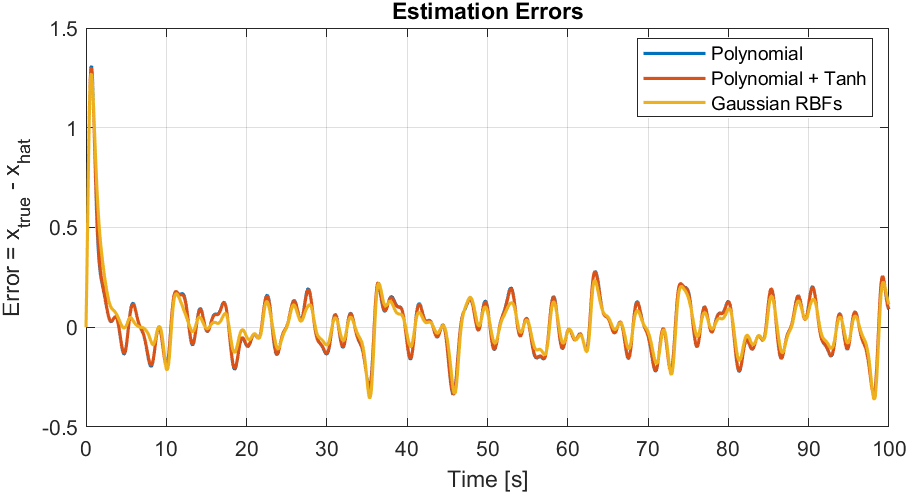 Estimation Errors
Error = x_true - x_hat
1.5
1
0.5
0
-0.5
Polynomial
Polynomial + Tanh
Gaussian RBFs
0 10 20 30 40 50 60 70 80 90 100
Time [s]